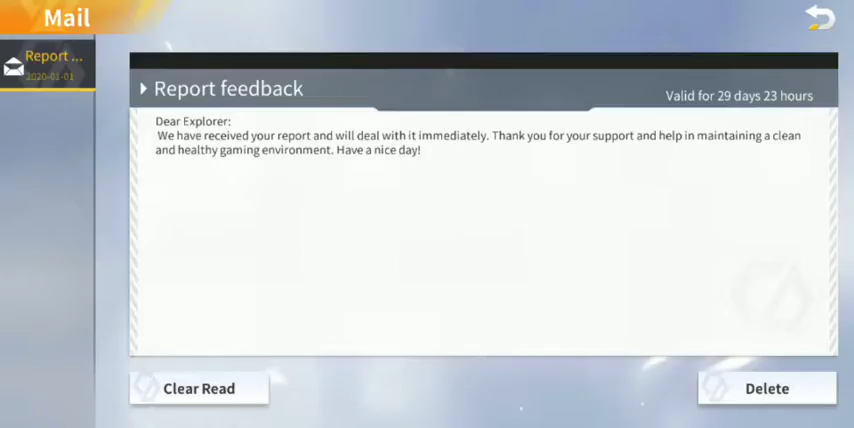 Mail
Report ...
2020-01-01
Report feedback
Valid for 29 days 23 hours
Dear Explorer:
We have received your report and will deal with it immediately. Thank you for your support and help in maintaining a clean
and healthy gaming environment. Have a nice day!
Clear Read
Delete